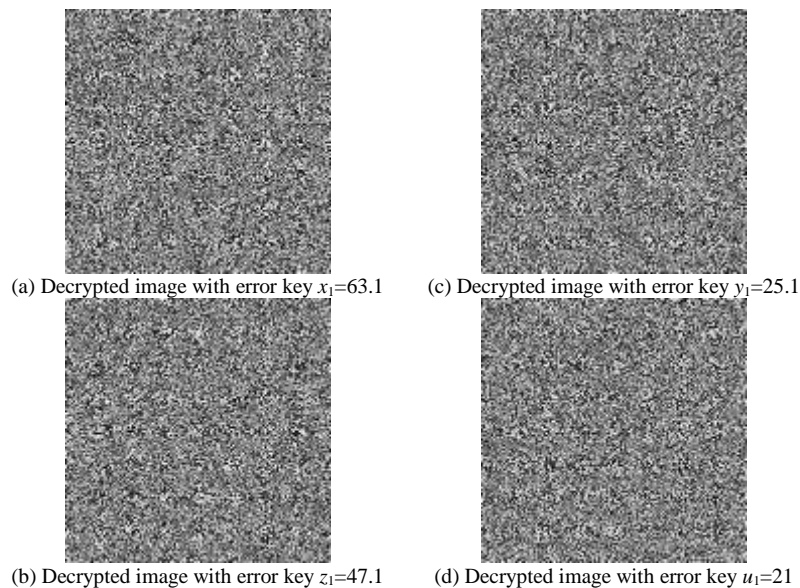 (a) Decrypted image with error key x₁=63.1
(c) Decrypted image with error key y₁=25.1
(b) Decrypted image with error key z₁=47.1
(d) Decrypted image with error key u₁=21